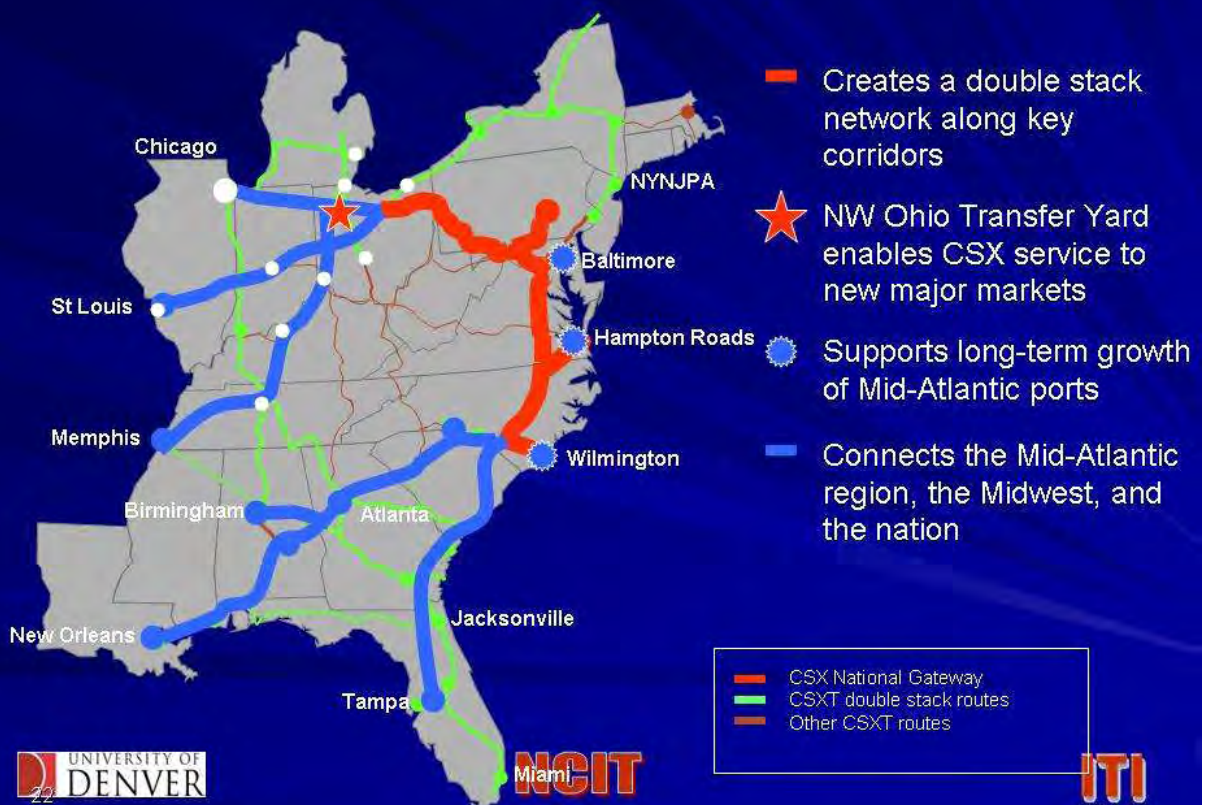 Creates a double stack
network along key
corridors
NW Ohio Transfer Yard
enables CSX service to
new major markets
Supports long-term growth
of Mid-Atlantic ports
Connects the Mid-Atlantic
region, the Midwest, and
the nation
Chicago
NYNJPA
Baltimore
St Louis
Hampton Roads
Memphis
Wilmington
Birmingham
Atlanta
Jacksonville
New Orleans
Tampa
Miami
CSX National Gateway
CSXT double stack routes
Other CSXT routes
UNIVERSITY OF
DENVER
22
NCIT
ITI